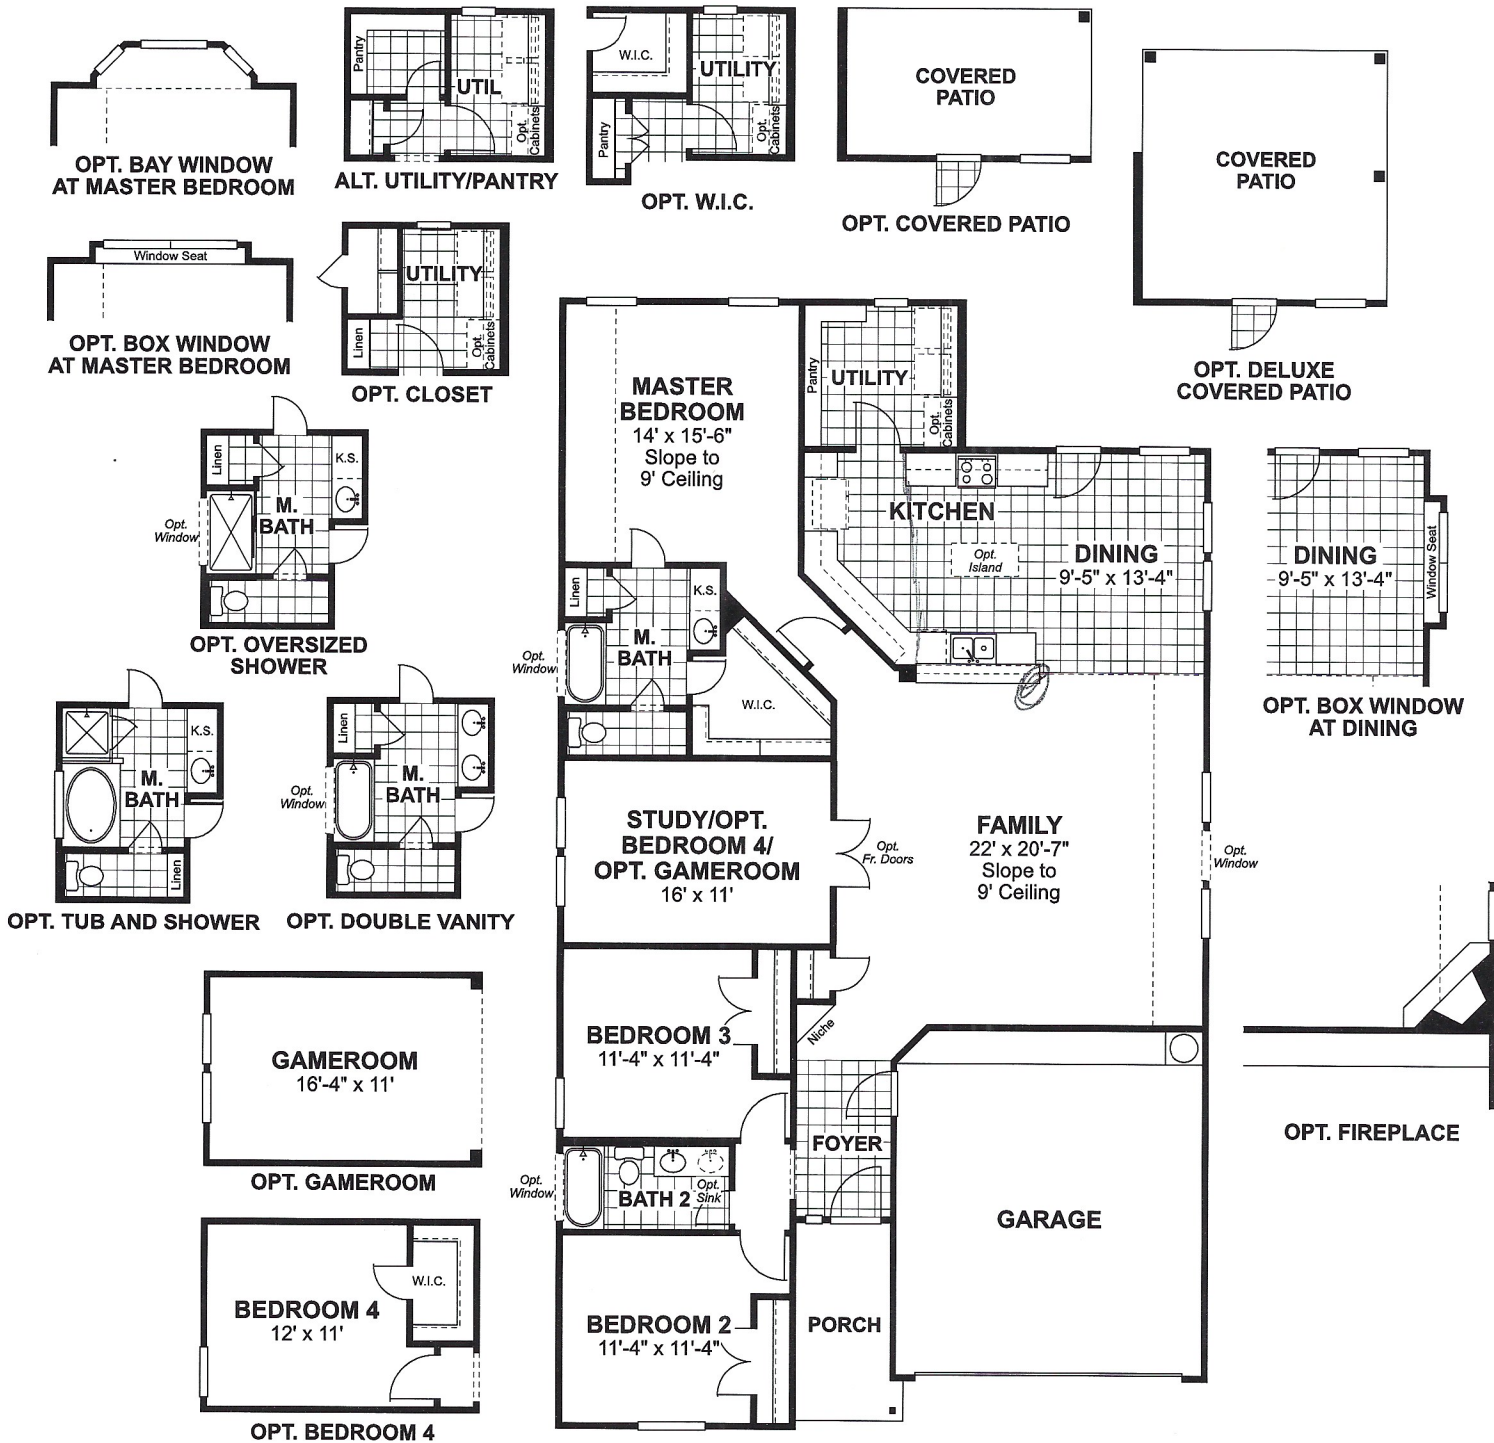 OPT. BAY WINDOW
AT MASTER BEDROOM
Pantry
UTIL
Opt.
Cabinets
ALT. UTILITY/PANTRY
W.I.C.
UTILITY
Pantry
Opt.
Cabinets
OPT. W.I.C.
COVERED
PATIO
OPT. COVERED PATIO
COVERED
PATIO
OPT. DELUXE
COVERED PATIO
Window Seat
OPT. BOX WINDOW
AT MASTER BEDROOM
UTILITY
Linen
Opt.
Cabinets
OPT. CLOSET
Linen
K.S.
M.
BATH
Opt.
Window
OPT. OVERSIZED
SHOWER
K.S.
M.
BATH
Linen
OPT. TUB AND SHOWER
Linen
M.
BATH
Opt.
Window
OPT. DOUBLE VANITY
GAMEROOM
16'-4" x 11'
OPT. GAMEROOM
W.I.C.
BEDROOM 4
12' x 11'
OPT. BEDROOM 4
MASTER
BEDROOM
14' x 15'-6"
Slope to
9' Ceiling
Pantry
UTILITY
Opt.
Cabinets
KITCHEN
Opt.
Island
DINING
9'-5" x 13'-4"
DINING
9'-5" x 13'-4"
Window Seat
OPT. BOX WINDOW
AT DINING
Linen
K.S.
M.
BATH
Opt.
Window
W.I.C.
STUDY/OPT.
BEDROOM 4/
OPT. GAMEROOM
16' x 11'
Opt.
Fr. Doors
FAMILY
22' x 20'-7"
Slope to
9' Ceiling
Opt.
Window
BEDROOM 3
11'-4" x 11'-4"
Niche
FOYER
Opt.
Window
BATH 2
Opt.
Sink
GARAGE
BEDROOM 2
11'-4" x 11'-4"
PORCH
OPT. FIREPLACE